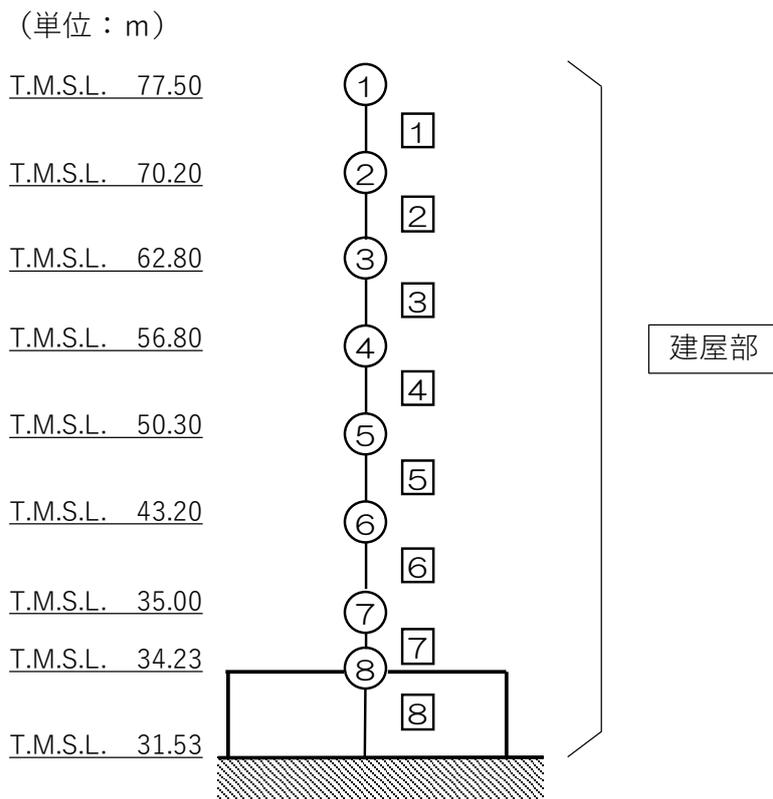 （単位：ｍ）
T.M.S.L. 77.50
①
1
T.M.S.L. 70.20
②
2
T.M.S.L. 62.80
③
3
T.M.S.L. 56.80
④
建屋部
4
T.M.S.L. 50.30
⑤
5
T.M.S.L. 43.20
⑥
6
T.M.S.L. 35.00
⑦
7
T.M.S.L. 34.23
⑧
8
T.M.S.L. 31.53